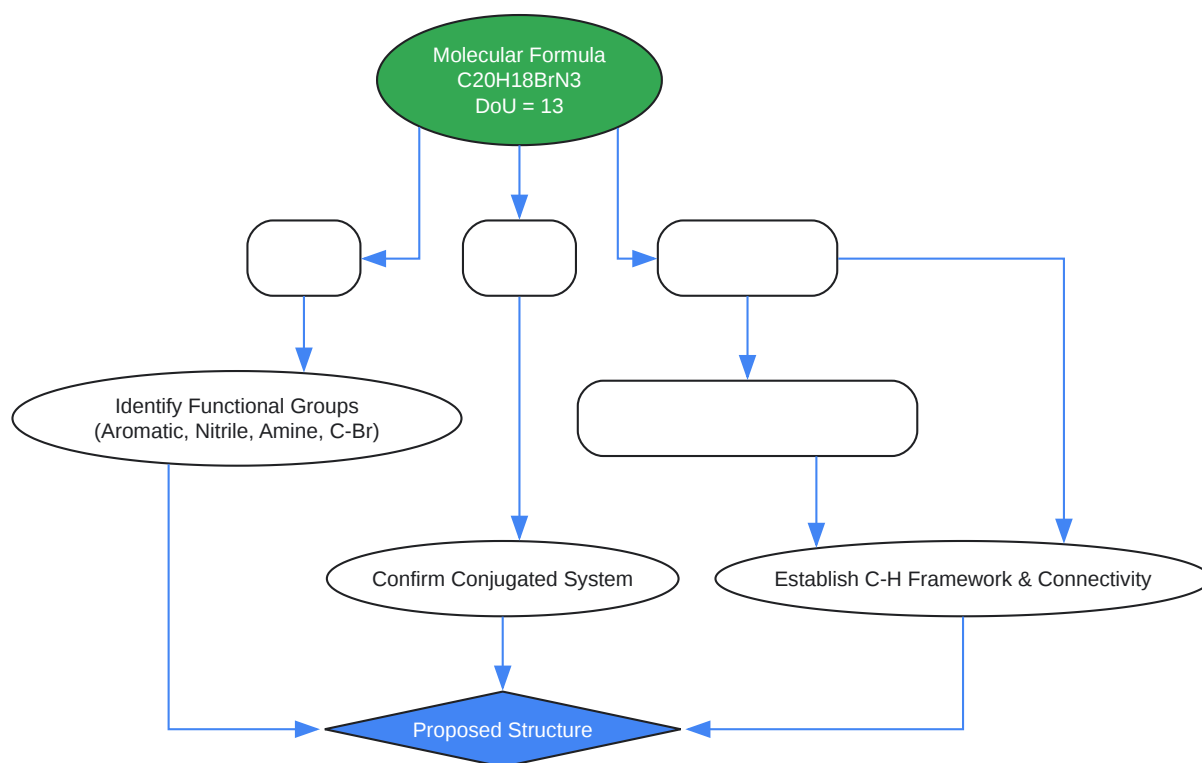 Molecular Formula
C20H18BrN3
DoU = 13
Identify Functional Groups
(Aromatic, Nitrile, Amine, C-Br)
Confirm Conjugated System
Establish C-H Framework & Connectivity
Proposed Structure